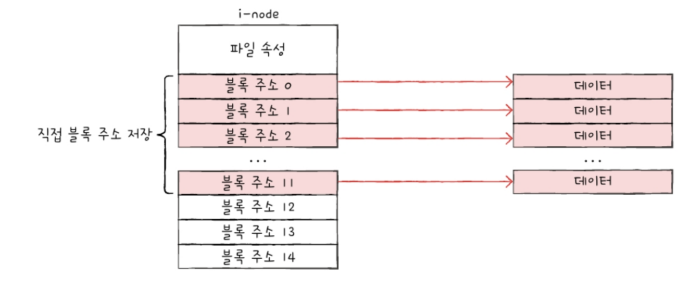 i-node
파일 속성
블록 주소 0
데이터
블록 주소 1
데이터
직접 블록 주소 저장
블록 주소 2
데이터
...
...
블록 주소 11
데이터
블록 주소 12
블록 주소 13
블록 주소 14